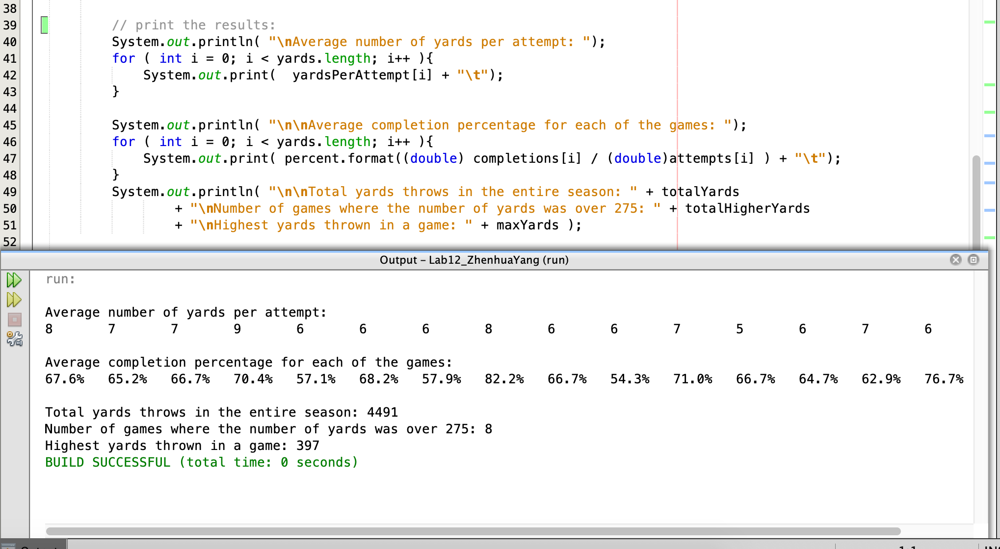 38
39 // print the results:
40 System.out.println( "\nAverage number of yards per attempt: ");
41 for ( int i = 0; i < yards.length; i++ ){
42 System.out.print(  yardsPerAttempt[i] + "\t");
43 }
44
45 System.out.println( "\n\nAverage completion percentage for each of the games: ");
46 for ( int i = 0; i < yards.length; i++ ){
47 System.out.print( percent.format((double) completions[i] / (double)attempts[i] ) + "\t");
48 }
49 System.out.println( "\n\nTotal yards throws in the entire season: " + totalYards
50 + "\nNumber of games where the number of yards was over 275: " + totalHigherYards
51 + "\nHighest yards thrown in a game: " + maxYards );
52
Output – Lab12_ZhenhuaYang (run)
run:
Average number of yards per attempt:
8 7 7 9 6 6 6 8 6 6 7 5 6 7 6
Average completion percentage for each of the games:
67.6% 65.2% 66.7% 70.4% 57.1% 68.2% 57.9% 82.2% 66.7% 54.3% 71.0% 66.7% 64.7% 62.9% 76.7%
Total yards throws in the entire season: 4491
Number of games where the number of yards was over 275: 8
Highest yards thrown in a game: 397
BUILD SUCCESSFUL (total time: 0 seconds)